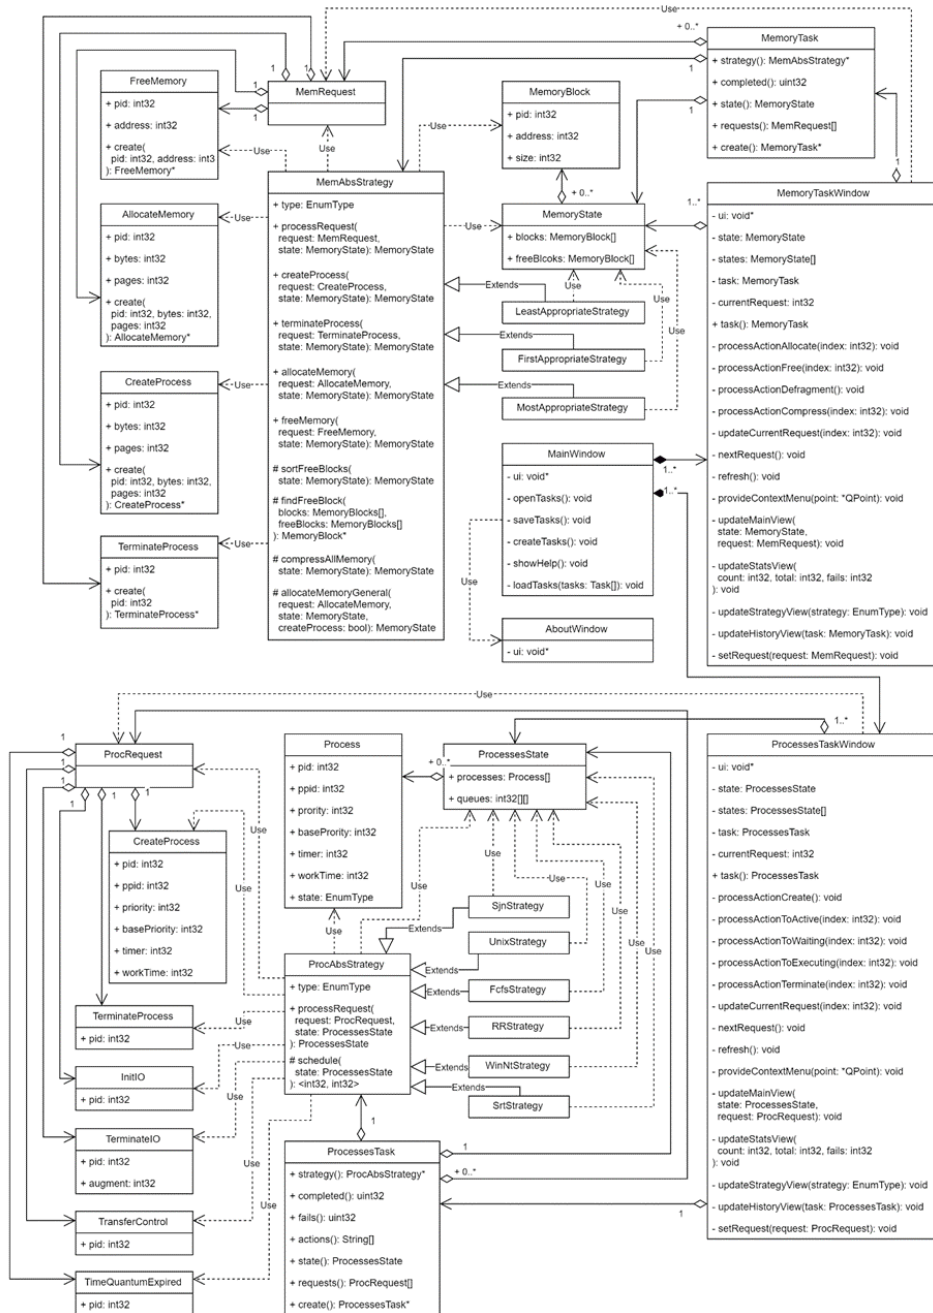 Use
+ 0..*
1
1
1
1
1
1
MemoryTask
+ strategy(): MemAbsStrategy*
+ completed(): uint32
+ state(): MemoryState
+ requests(): MemRequest[]
+ create(): MemoryTask*
FreeMemory
+ pid: int32
+ address: int32
+ create(
pid: int32, address: int3
): FreeMemory*
MemRequest
MemoryBlock
+ pid: int32
+ address: int32
+ size: int32
Use
Use
Use
1
+ 0..*
1..*
AllocateMemory
+ pid: int32
+ bytes: int32
+ pages: int32
+ create(
pid: int32, bytes: int32,
pages: int32
): AllocateMemory*
Use
CreateProcess
+ pid: int32
+ bytes: int32
+ pages: int32
+ create(
pid: int32, bytes: int32,
pages: int32
): CreateProcess*
Use
TerminateProcess
+ pid: int32
+ create(
pid: int32
): TerminateProcess*
Use
MemAbsStrategy
+ type: EnumType
+ processRequest(
request: MemRequest,
state: MemoryState): MemoryState
+ createProcess(
request: CreateProcess,
state: MemoryState): MemoryState
+ terminateProcess(
request: TerminateProcess,
state: MemoryState): MemoryState
+ allocateMemory(
request: AllocateMemory,
state: MemoryState): MemoryState
+ freeMemory(
request: FreeMemory,
state: MemoryState): MemoryState
# sortFreeBlocks(
state: MemoryState): MemoryState
# findFreeBlock(
blocks: MemoryBlocks[],
freeBlocks: MemoryBlocks[]
): MemoryBlock*
# compressAllMemory(
state: MemoryState): MemoryState
# allocateMemoryGeneral(
request: AllocateMemory,
state: MemoryState,
createProcess: bool): MemoryState
Use
MemoryState
+ blocks: MemoryBlock[]
+ freeBlcoks: MemoryBlock[]
Extends
Use
Use
Use
LeastAppropriateStrategy
Extends
FirstAppropriateStrategy
Extends
MostAppropriateStrategy
MainWindow
- ui: void*
- openTasks(): void
- saveTasks(): void
- createTasks(): void
- showHelp(): void
- loadTasks(tasks: Task[]): void
1..*
1..*
Use
AboutWindow
- ui: void*
MemoryTaskWindow
- ui: void*
- state: MemoryState
- states: MemoryState[]
- task: MemoryTask
- currentRequest: int32
+ task(): MemoryTask
- processActionAllocate(index: int32): void
- processActionFree(index: int32): void
- processActionDefragment(): void
- processActionCompress(index: int32): void
- updateCurrentRequest(index: int32): void
- nextRequest(): void
- refresh(): void
- provideContextMenu(point: *QPoint): void
- updateMainView(
state: MemoryState,
request: MemRequest): void
- updateStatsView(
count: int32, total: int32, fails: int32
): void
- updateStrategyView(strategy: EnumType): void
- updateHistoryView(task: MemoryTask): void
- setRequest(request: MemRequest): void
Use
1
1
1
1
1
1
ProcRequest
CreateProcess
+ pid: int32
+ ppid: int32
+ priority: int32
+ basePriority: int32
+ timer: int32
+ workTime: int32
Use
Use
TerminateProcess
+ pid: int32
Use
InitIO
+ pid: int32
Use
TerminateIO
+ pid: int32
+ augment: int32
Use
TransferControl
+ pid: int32
Use
TimeQuantumExpired
+ pid: int32
Process
+ pid: int32
+ ppid: int32
+ prority: int32
+ basePrority: int32
+ timer: int32
+ workTime: int32
+ state: EnumType
+ 0..*
Use
Use
ProcessesState
+ processes: Process[]
+ queues: int32[][]
1..*
Use
Use
Use
Use
Use
Use
ProcAbsStrategy
+ type: EnumType
+ processRequest(
request: ProcRequest,
state: ProcessesState
): ProcessesState
# schedule(
state: ProcessesState
): <int32, int32>
Extends
SjnStrategy
Extends
UnixStrategy
Extends
FcfsStrategy
Extends
RRStrategy
Extends
WinNtStrategy
Extends
SrtStrategy
1
ProcessesTask
+ strategy(): ProcAbsStrategy*
+ completed(): uint32
+ fails(): uint32
+ actions(): String[]
+ state(): ProcessesState
+ requests(): ProcRequest[]
+ create(): ProcessesTask*
1
+ 0..*
1
ProcessesTaskWindow
- ui: void*
- state: ProcessesState
- states: ProcessesState[]
- task: ProcessesTask
- currentRequest: int32
+ task(): ProcessesTask
- processActionCreate(): void
- processActionToActive(index: int32): void
- processActionToWaiting(index: int32): void
- processActionToExecuting(index: int32): void
- processActionTerminate(index: int32): void
- updateCurrentRequest(index: int32): void
- nextRequest(): void
- refresh(): void
- provideContextMenu(point: *QPoint): void
- updateMainView(
state: ProcessesState,
request: ProcRequest): void
- updateStatsView(
count: int32, total: int32, fails: int32
): void
- updateStrategyView(strategy: EnumType): void
- updateHistoryView(task: ProcessesTask): void
- setRequest(request: ProcRequest): void